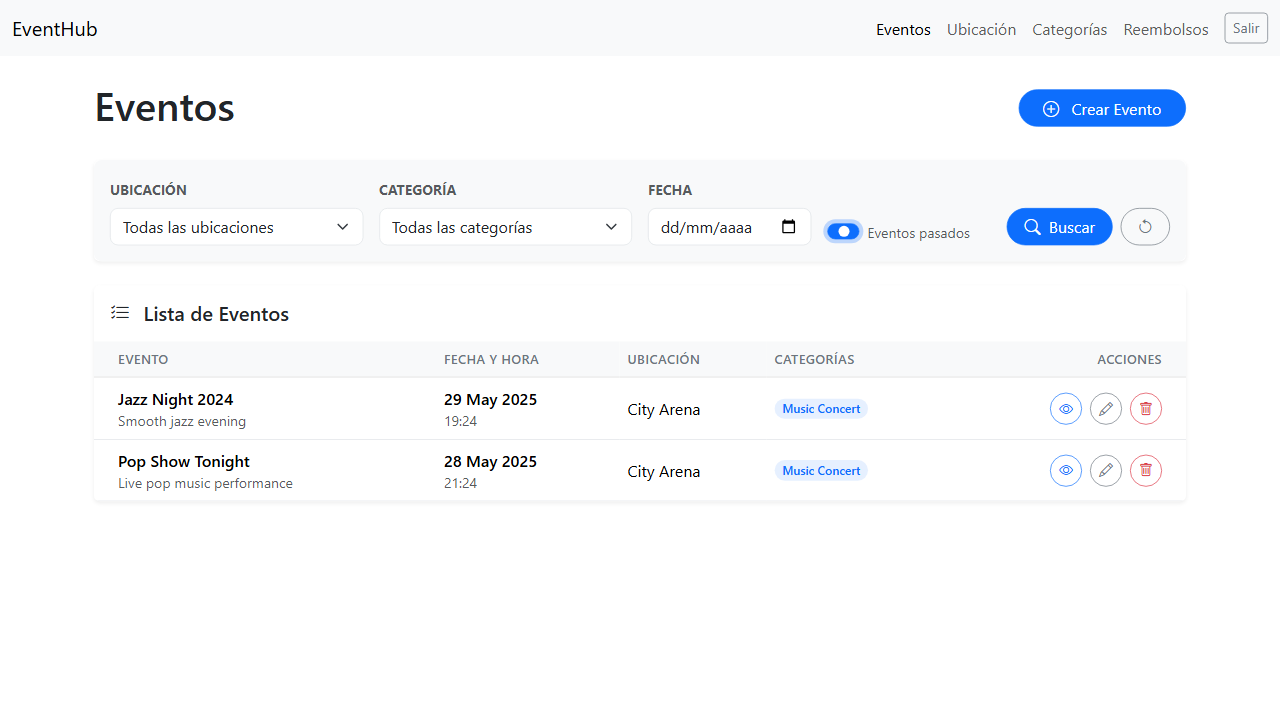 EventHub
Eventos Ubicación Categorías Reembolsos Salir
Eventos
Crear Evento
UBICACIÓN CATEGORÍA FECHA
Todas las ubicaciones Todas las categorías dd/mm/aaaa Eventos pasados Buscar
Lista de Eventos
EVENTO FECHA Y HORA UBICACIÓN CATEGORÍAS ACCIONES
Jazz Night 2024 29 May 2025 City Arena Music Concert
Smooth jazz evening 19:24
Pop Show Tonight 28 May 2025 City Arena Music Concert
Live pop music performance 21:24